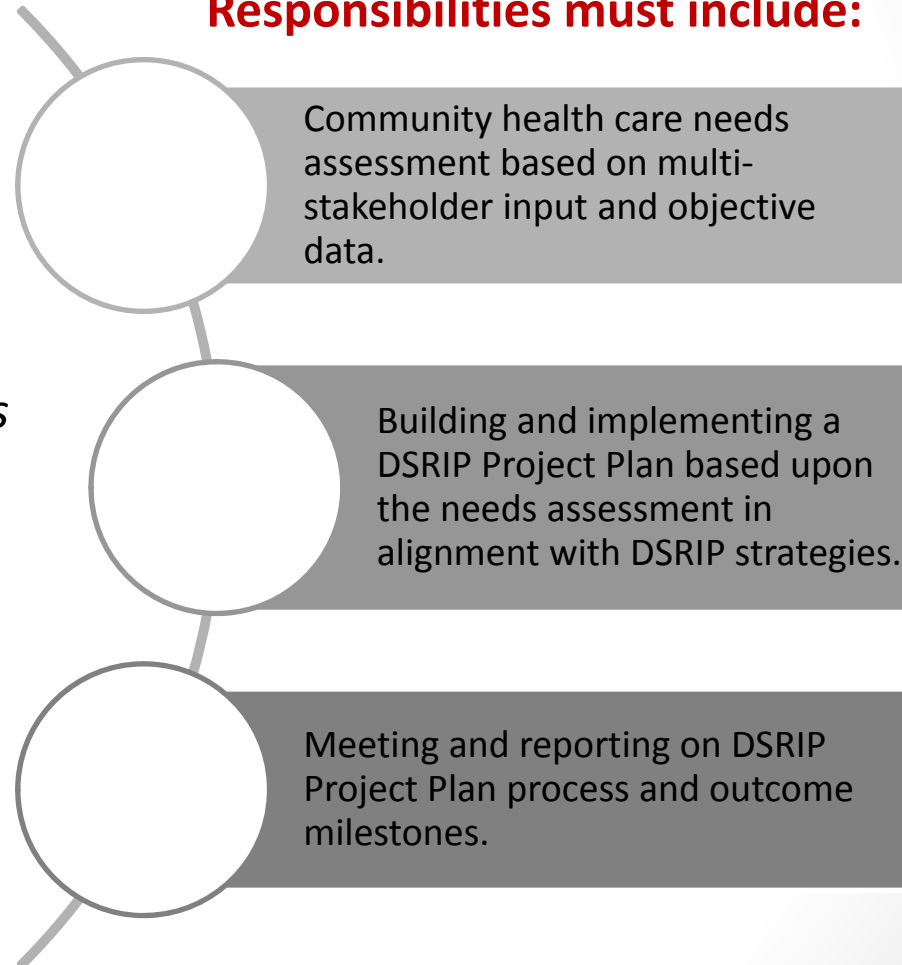 Responsibilities must include:
Community health care needs
assessment based on multi-
stakeholder input and objective
data.
s
Building and implementing a
DSRIP Project Plan based upon
the needs assessment in
alignment with DSRIP strategies.
Meeting and reporting on DSRIP
Project Plan process and outcome
milestones.